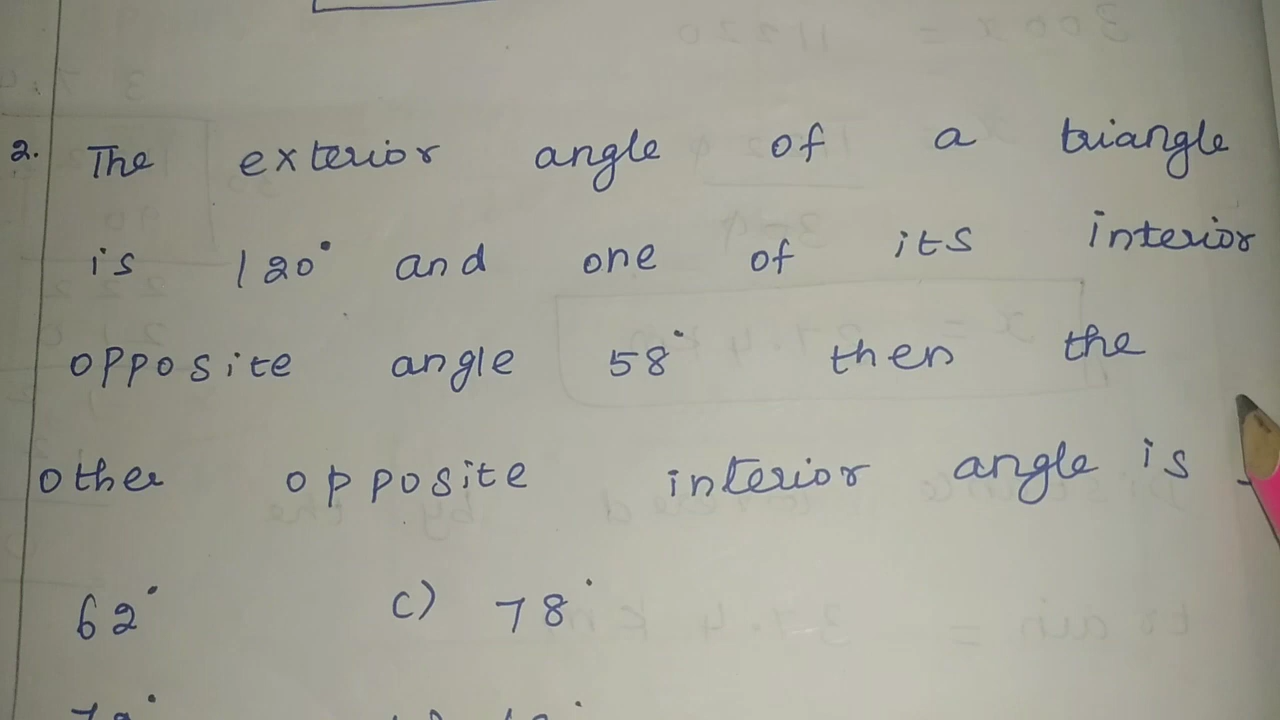 2. The exterior angle of a triangle
is 120° and one of its interior
opposite angle 58° then the
other opposite interior angle is
62° c) 78°